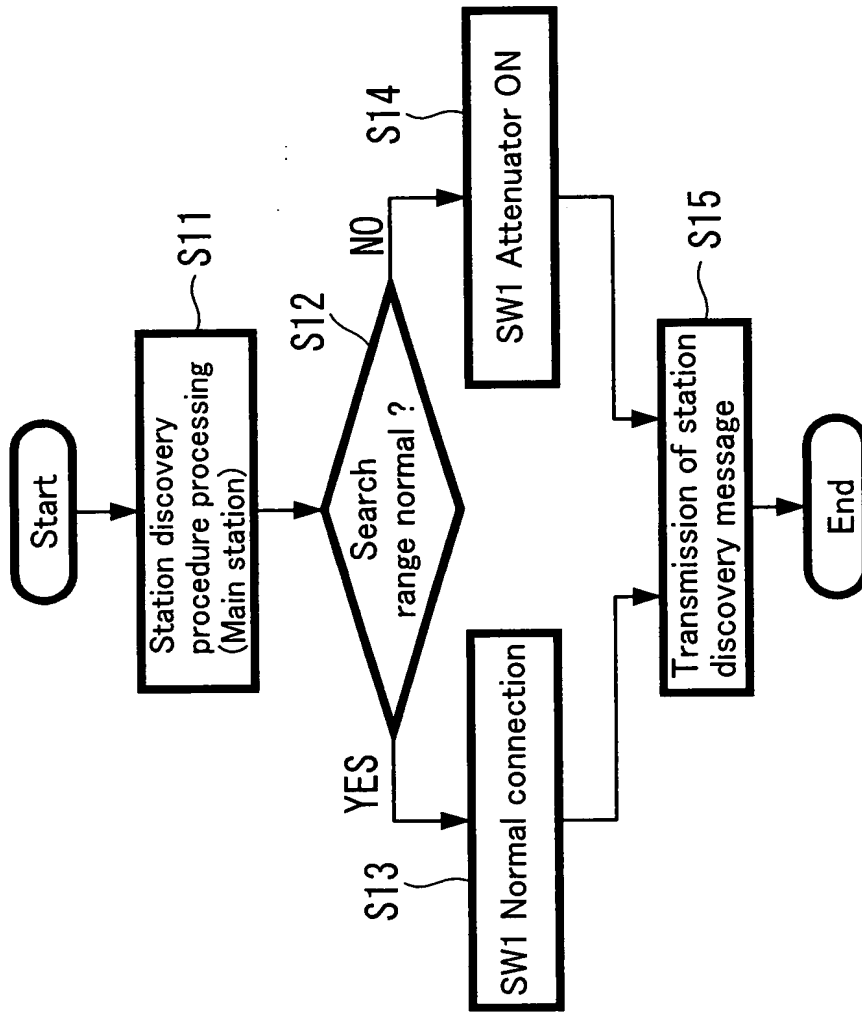 Start
S11
Station discovery
procedure processing
(Main station)
S12
Search
range normal ?
YES
NO
S13
SW1 Normal connection
S14
SW1 Attenuator ON
S15
Transmission of station
discovery message
End